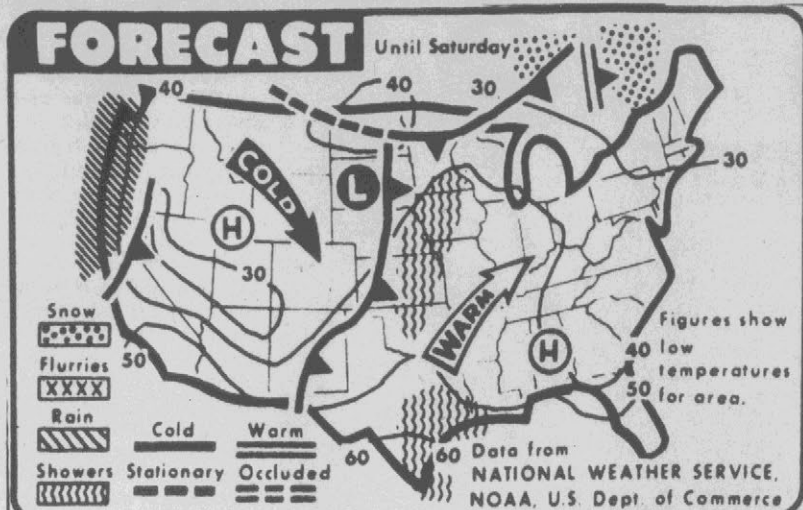 FORECAST
Until Saturday
40
40
30
30
COLD
L
H
30
WARM
H
Snow
Flurries
XXXX
Rain
Showers
50
Cold
Warm
Stationary
Occluded
60
60
Figures show
40 low
temperatures
50 for area.
Data from
NATIONAL WEATHER SERVICE,
NOAA, U.S. Dept. of Commerce